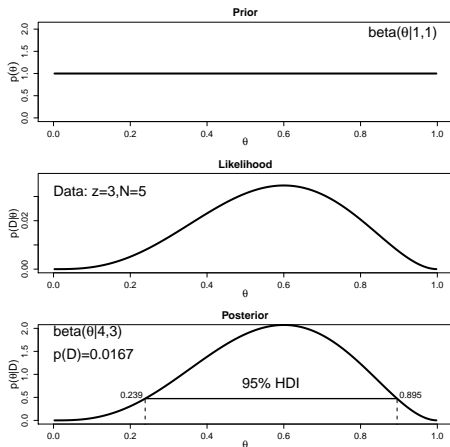 Prior
beta(θ|1,1)
p(θ)
0.0 0.5 1.0 1.5 2.0
0.0 0.2 0.4 0.6 0.8 1.0
θ
Likelihood
Data: z=3,N=5
p(D|θ)
0.00 0.02
0.0 0.2 0.4 0.6 0.8 1.0
θ
Posterior
beta(θ|4,3)
p(D)=0.0167
95% HDI
0.239 0.895
p(θ|D)
0.0 0.5 1.0 1.5 2.0
0.0 0.2 0.4 0.6 0.8 1.0
θ